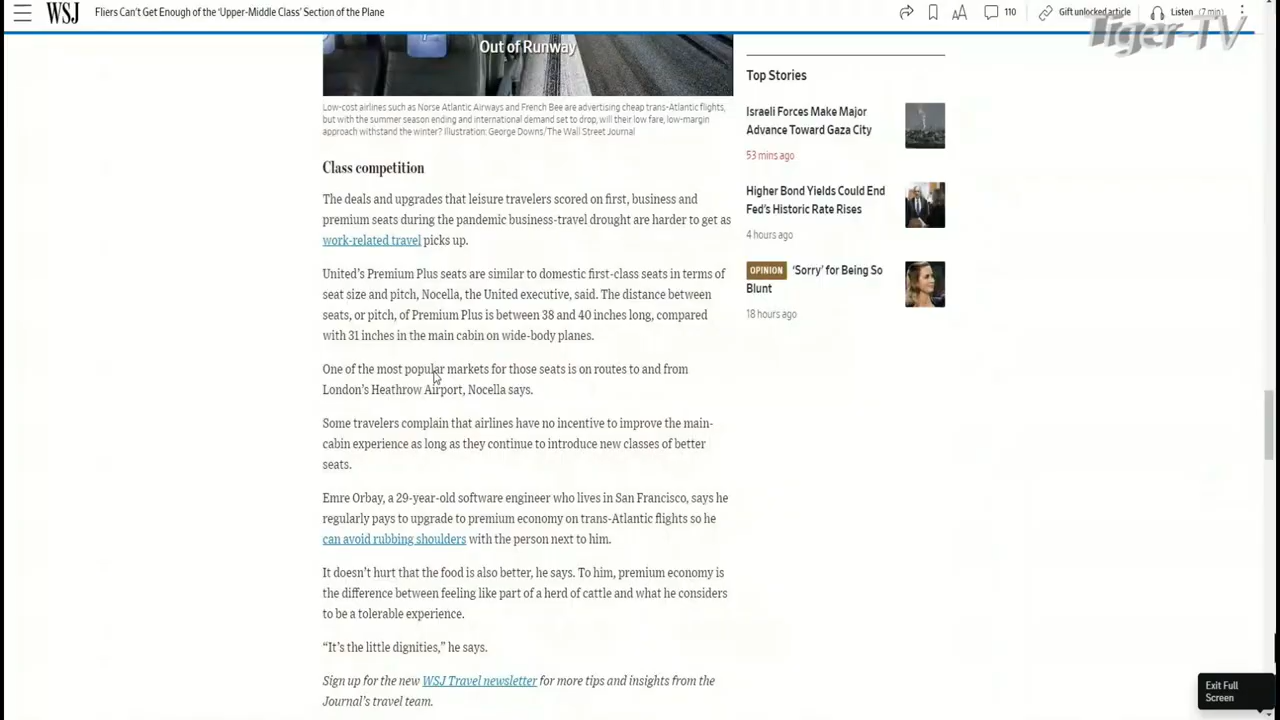 WSJ
Fliers Can't Get Enough of the 'Upper-Middle Class' Section of the Plane
110
Gift unlocked article
Listen (7 min)
Tiger-TV
Out of Runway
Low-cost airlines such as Norse Atlantic Airways and French Bee are advertising cheap trans-Atlantic flights,
but with the summer season ending and international demand set to drop, will their low fare, low-margin
approach withstand the winter? Illustration: George Downs/The Wall Street Journal
Class competition
The deals and upgrades that leisure travelers scored on first, business and
premium seats during the pandemic business-travel drought are harder to get as
work-related travel picks up.
United's Premium Plus seats are similar to domestic first-class seats in terms of
seat size and pitch, Nocella, the United executive, said. The distance between
seats, or pitch, of Premium Plus is between 38 and 40 inches long, compared
with 31 inches in the main cabin on wide-body planes.
One of the most popular markets for those seats is on routes to and from
London's Heathrow Airport, Nocella says.
Some travelers complain that airlines have no incentive to improve the main-
cabin experience as long as they continue to introduce new classes of better
seats.
Emre Orbay, a 29-year-old software engineer who lives in San Francisco, says he
regularly pays to upgrade to premium economy on trans-Atlantic flights so he
can avoid rubbing shoulders with the person next to him.
It doesn't hurt that the food is also better, he says. To him, premium economy is
the difference between feeling like part of a herd of cattle and what he considers
to be a tolerable experience.
"It's the little dignities," he says.
Sign up for the new WSJ Travel newsletter for more tips and insights from the
Journal's travel team.
Top Stories
Israeli Forces Make Major
Advance Toward Gaza City
53 mins ago
Higher Bond Yields Could End
Fed's Historic Rate Rises
4 hours ago
OPINION 'Sorry' for Being So
Blunt
18 hours ago
Exit Full
Screen